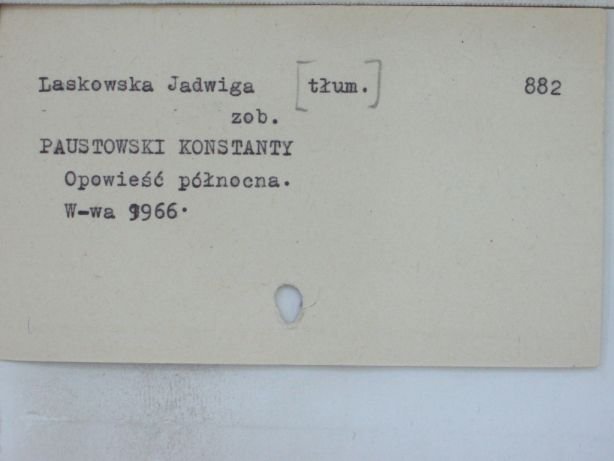 Laskowska Jadwiga [tłum.] 882
zob.
PAUSTOWSKI KONSTANTY
Opowieść północna.
W-wa 1966.